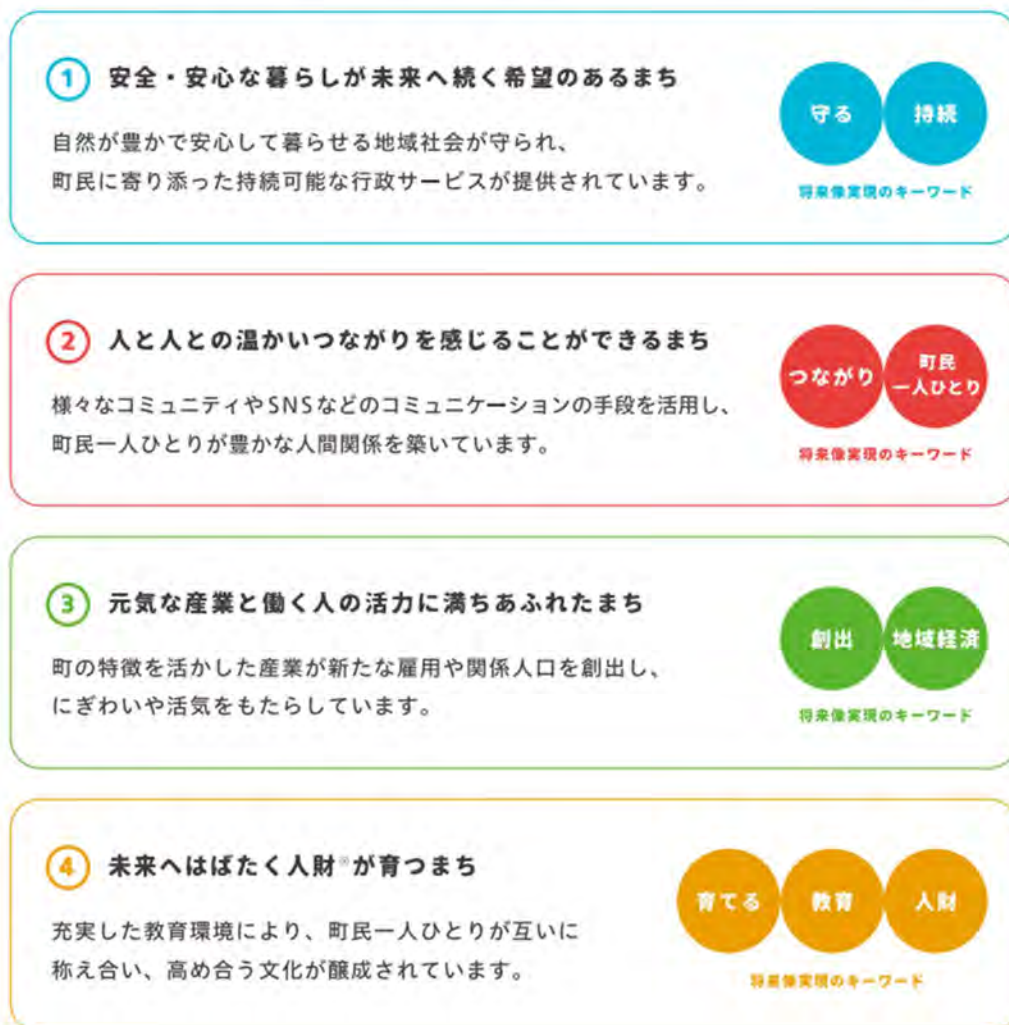 1 安全・安心な暮らしが未来へ続く希望のあるまち
自然が豊かで安心して暮らせる地域社会が守られ、
町民に寄り添った持続可能な行政サービスが提供されています。
守る
持続
将来像実現のキーワード
2 人と人との温かいつながりを感じることができるまち
様々なコミュニティやSNSなどのコミュニケーションの手段を活用し、
町民一人ひとりが豊かな人間関係を築いています。
つながり
町民
一人ひとり
将来像実現のキーワード
3 元気な産業と働く人の活力に満ちあふれたまち
町の特徴を活かした産業が新たな雇用や関係人口を創出し、
にぎわいや活気をもたらしています。
創出
地域経済
将来像実現のキーワード
4 未来へはばたく人財※が育つまち
充実した教育環境により、町民一人ひとりが互いに
称え合い、高め合う文化が醸成されています。
育てる
教育
人財
将来像実現のキーワード